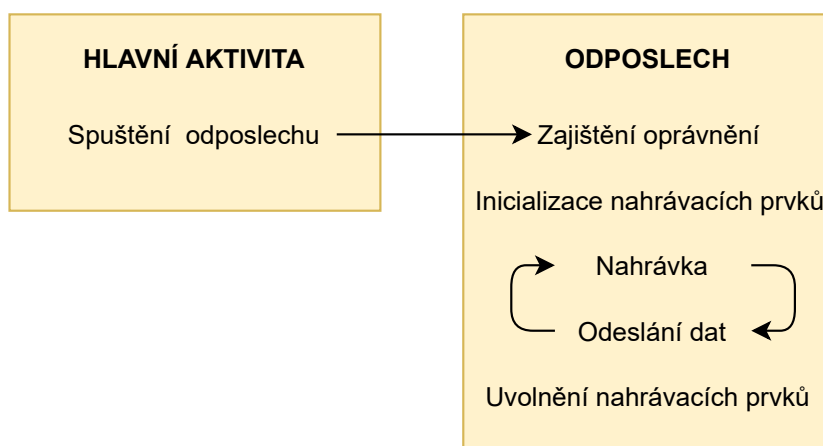 HLAVNÍ AKTIVITA
Spuštění odposlechu
ODPOSLECH
Zajištění oprávnění
Inicializace nahrávacích prvků
Nahrávka
Odeslání dat
Uvolnění nahrávacích prvků